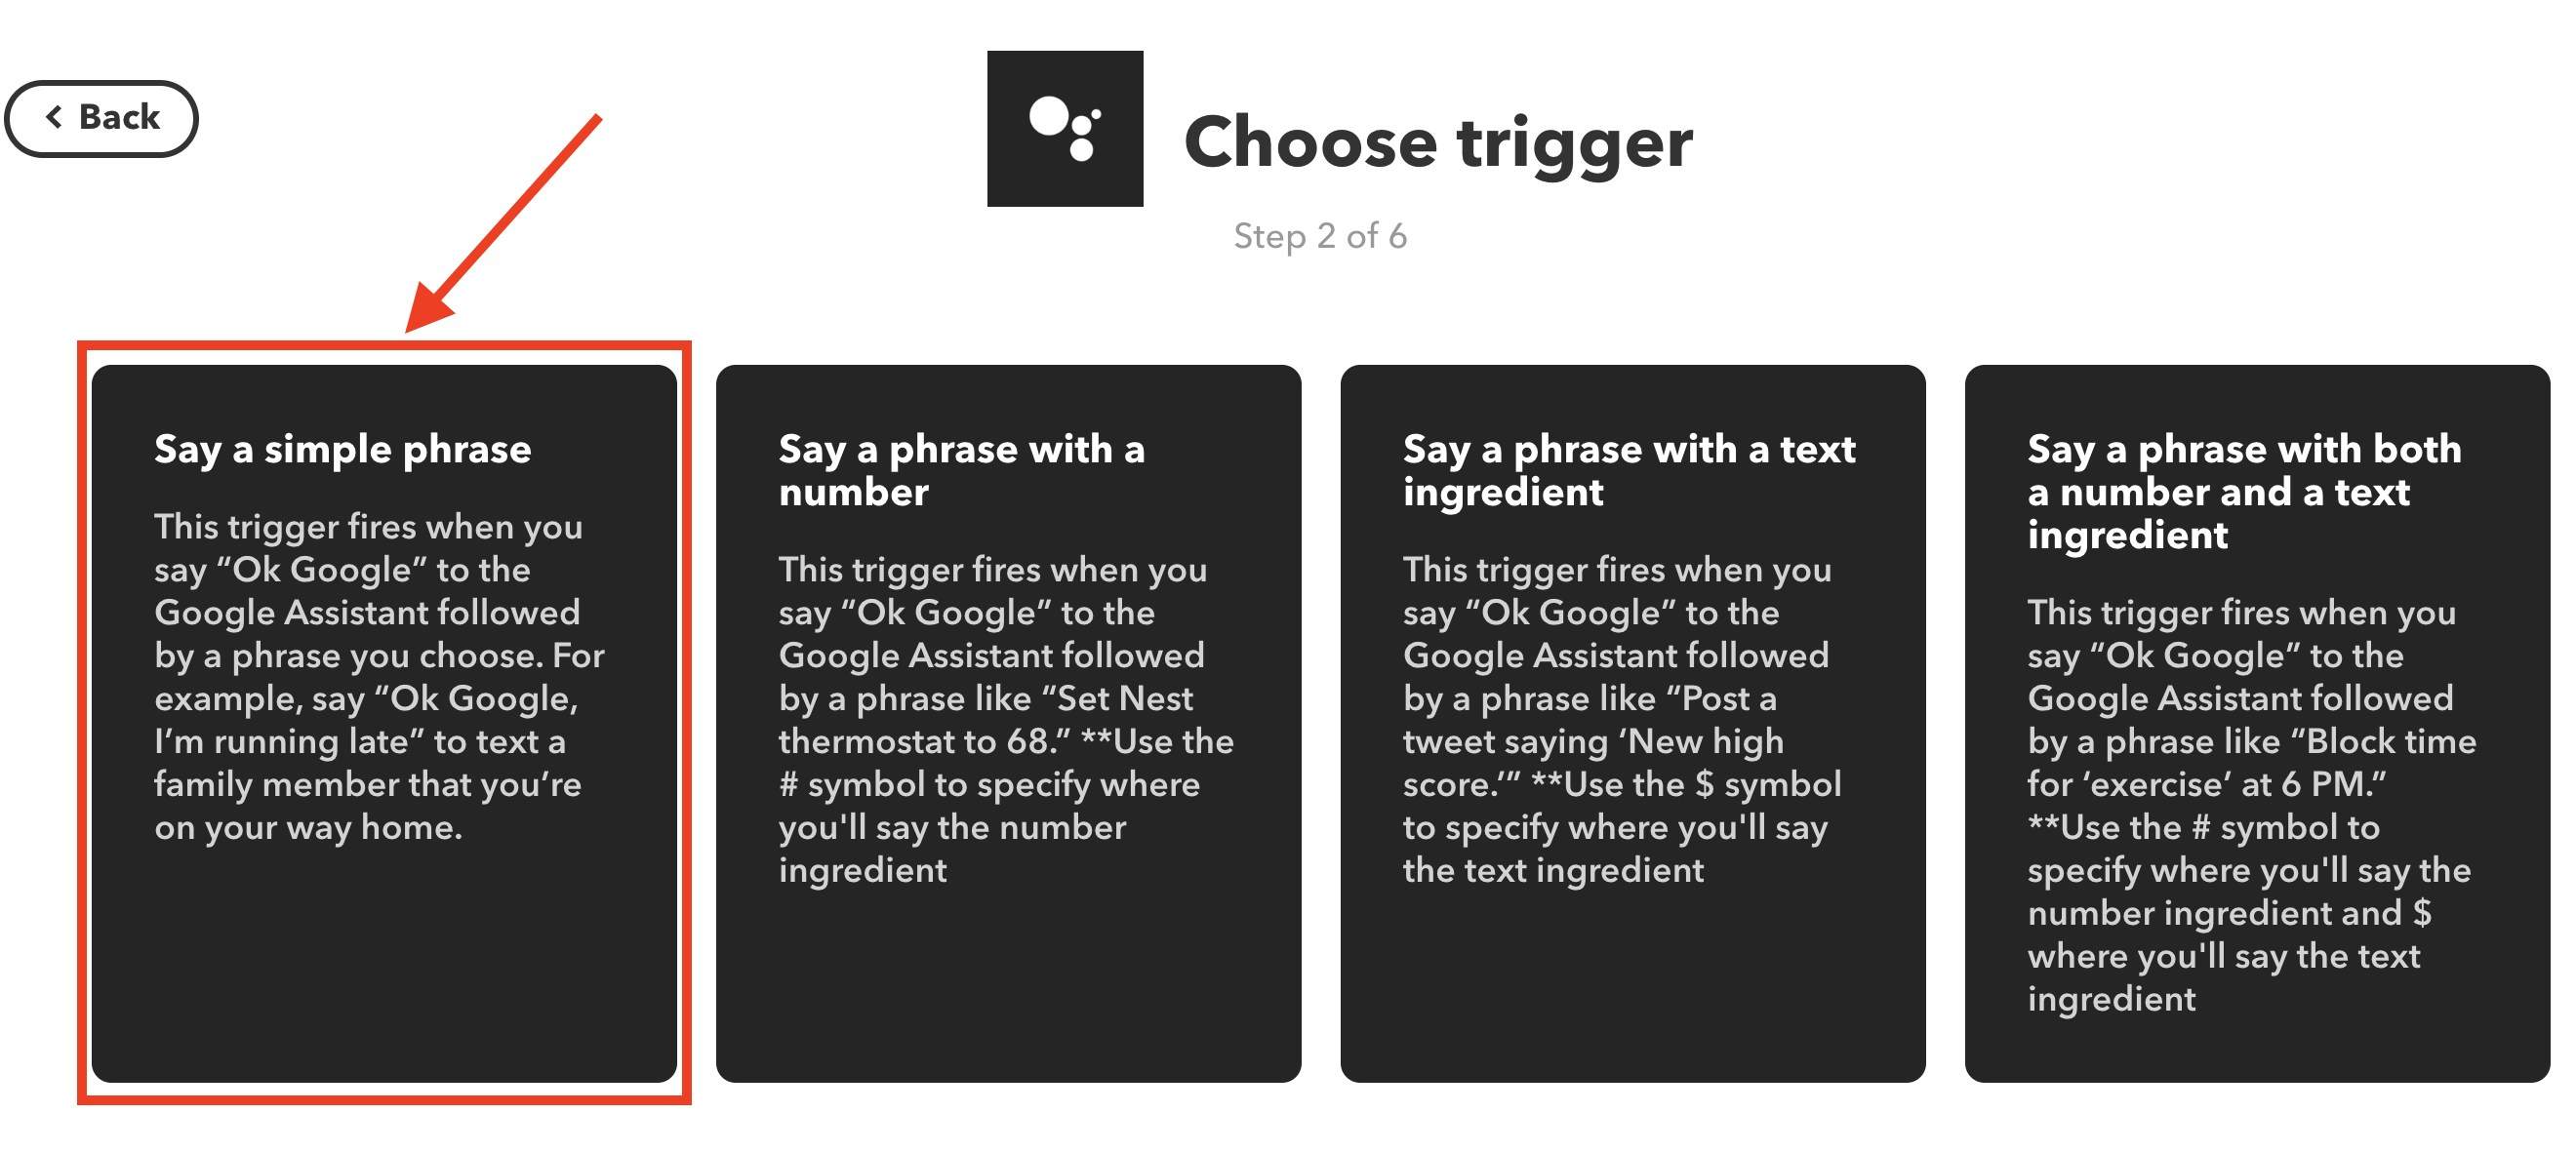 Back
Choose trigger
Step 2 of 6
Say a simple phrase
This trigger fires when you
say “Ok Google” to the
Google Assistant followed
by a phrase you choose. For
example, say “Ok Google,
I’m running late” to text a
family member that you’re
on your way home.
Say a phrase with a
number
This trigger fires when you
say “Ok Google” to the
Google Assistant followed
by a phrase like “Set Nest
thermostat to 68.” **Use the
# symbol to specify where
you'll say the number
ingredient
Say a phrase with a text
ingredient
This trigger fires when you
say “Ok Google” to the
Google Assistant followed
by a phrase like “Post a
tweet saying ‘New high
score.’” **Use the $ symbol
to specify where you'll say
the text ingredient
Say a phrase with both
a number and a text
ingredient
This trigger fires when you
say “Ok Google” to the
Google Assistant followed
by a phrase like “Block time
for ‘exercise’ at 6 PM.”
**Use the # symbol to
specify where you'll say the
number ingredient and $
where you'll say the text
ingredient